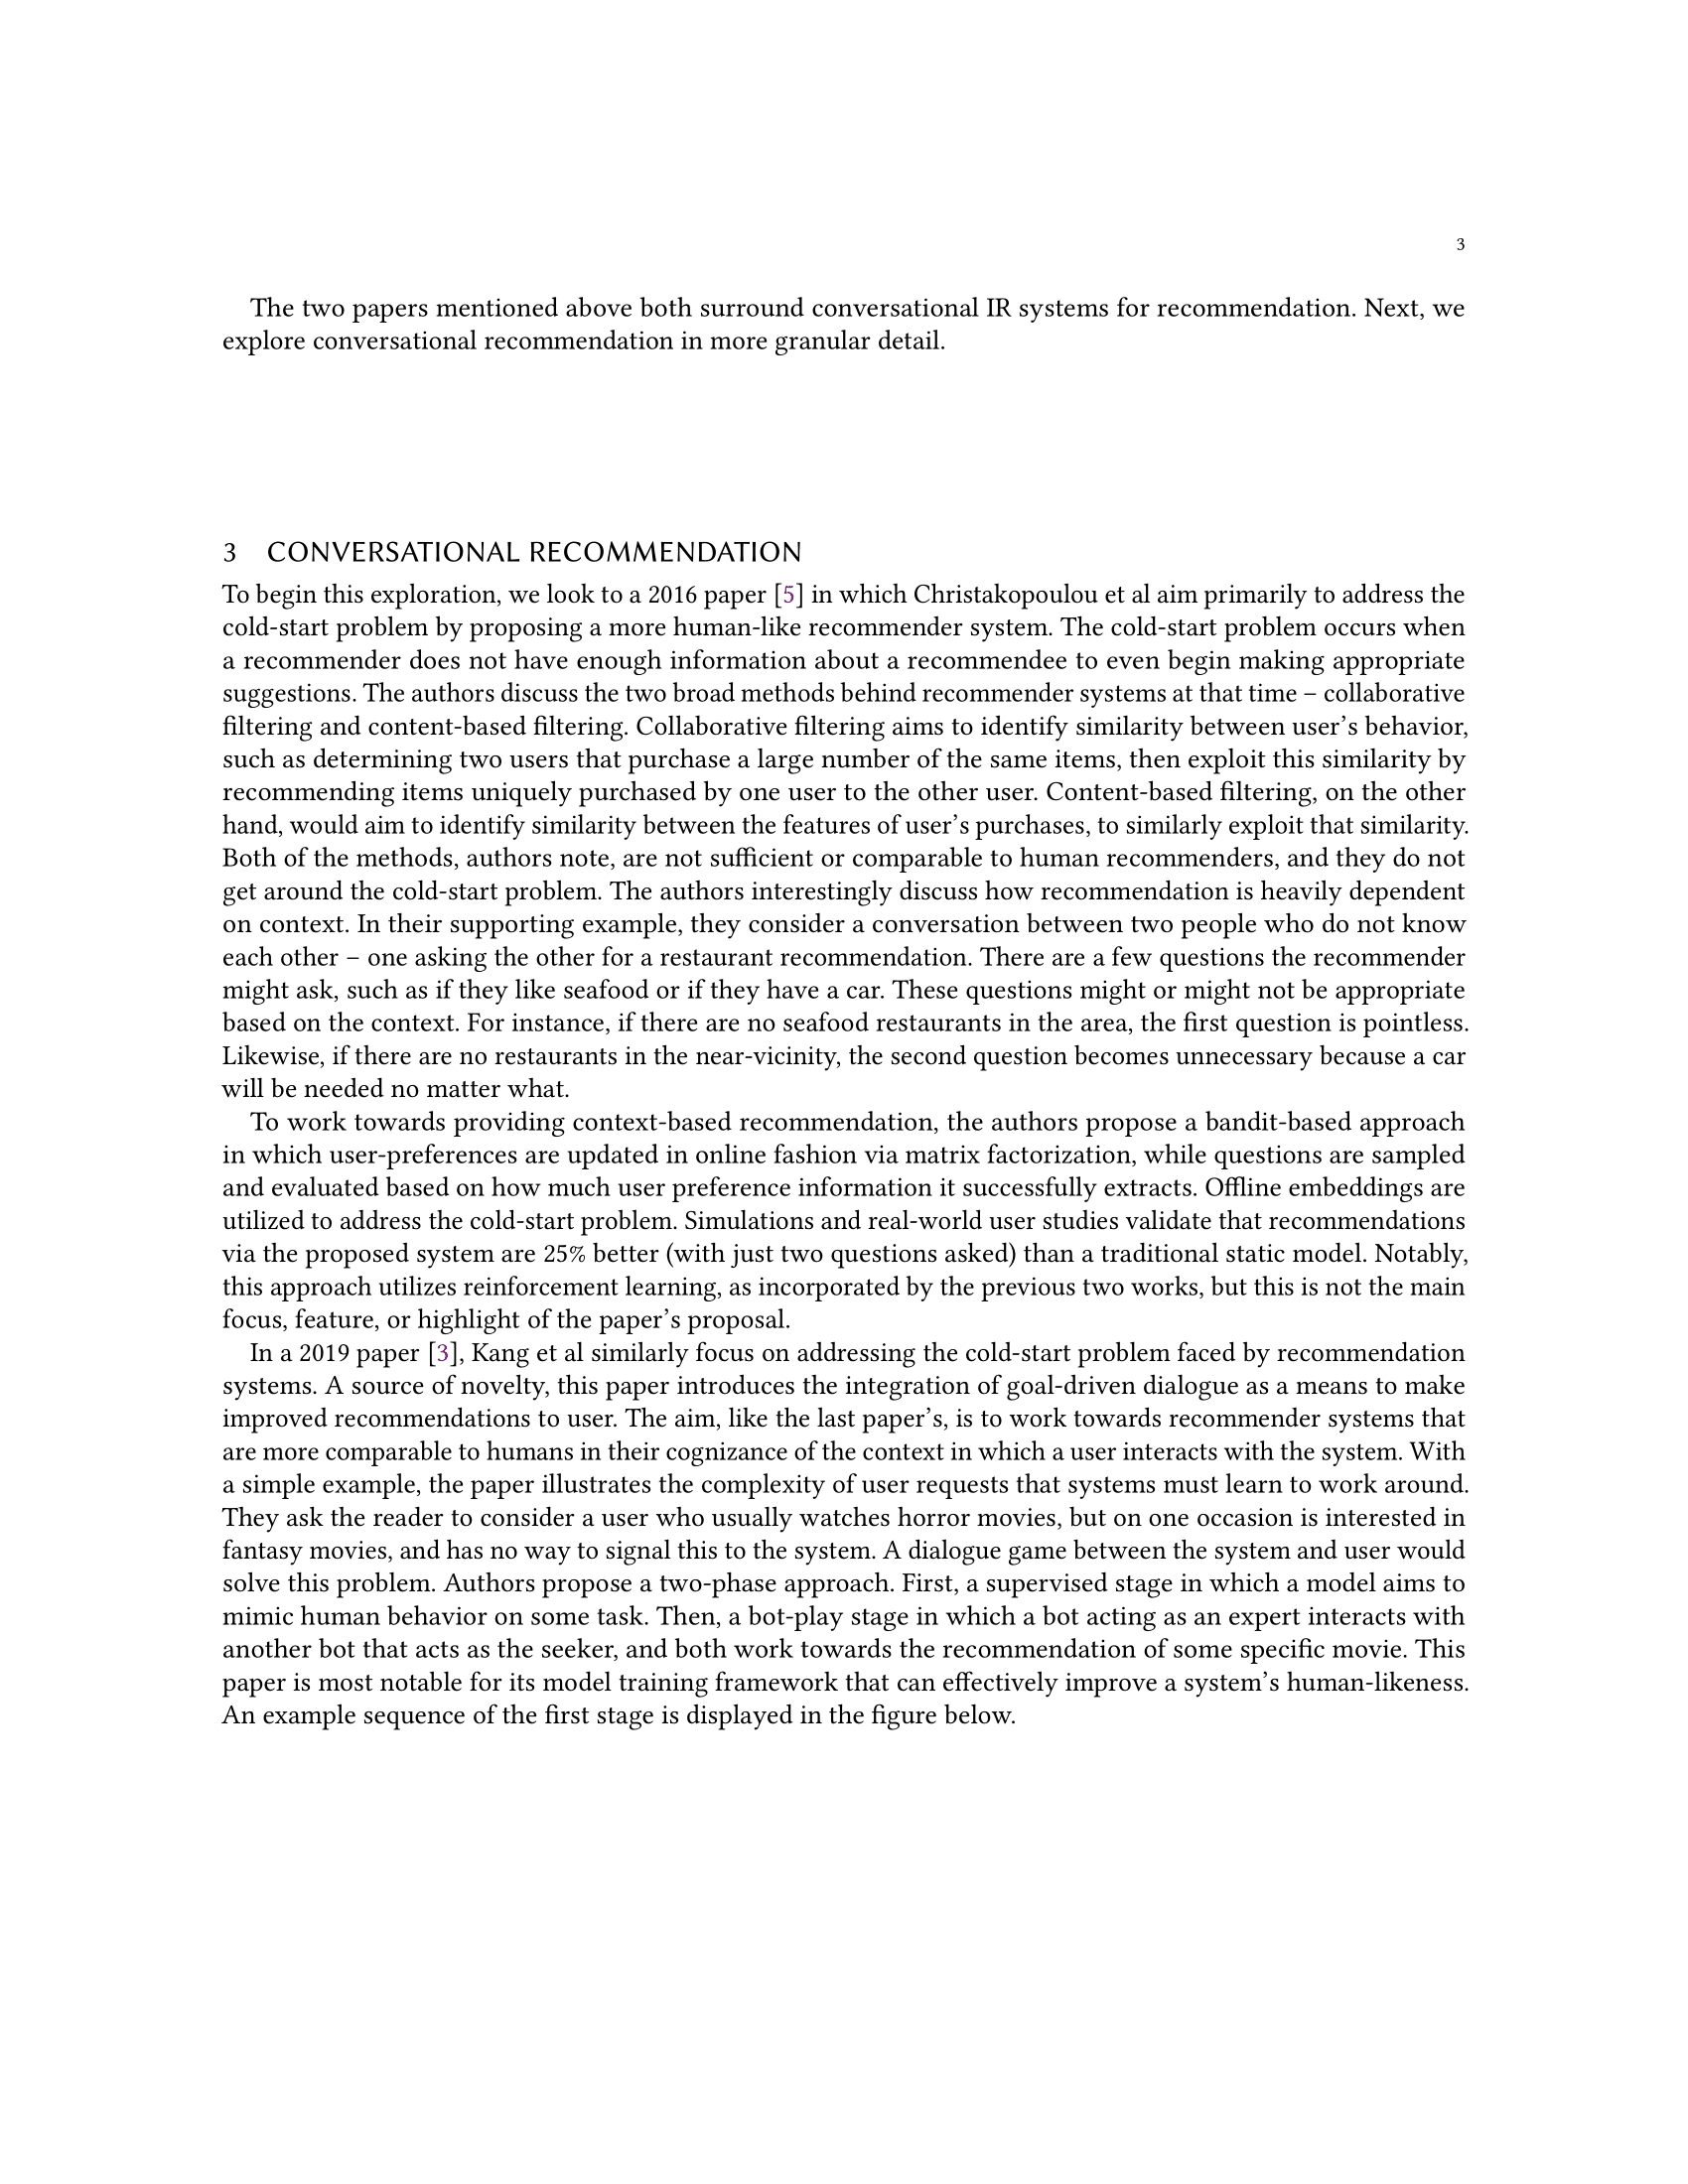 3
The two papers mentioned above both surround conversational IR systems for recommendation. Next, we
explore conversational recommendation in more granular detail.
3 CONVERSATIONAL RECOMMENDATION
To begin this exploration, we look to a 2016 paper [5] in which Christakopoulou et al aim primarily to address the
cold-start problem by proposing a more human-like recommender system. The cold-start problem occurs when
a recommender does not have enough information about a recommendee to even begin making appropriate
suggestions. The authors discuss the two broad methods behind recommender systems at that time – collaborative
filtering and content-based filtering. Collaborative filtering aims to identify similarity between user’s behavior,
such as determining two users that purchase a large number of the same items, then exploit this similarity by
recommending items uniquely purchased by one user to the other user. Content-based filtering, on the other
hand, would aim to identify similarity between the features of user’s purchases, to similarly exploit that similarity.
Both of the methods, authors note, are not sufficient or comparable to human recommenders, and they do not
get around the cold-start problem. The authors interestingly discuss how recommendation is heavily dependent
on context. In their supporting example, they consider a conversation between two people who do not know
each other – one asking the other for a restaurant recommendation. There are a few questions the recommender
might ask, such as if they like seafood or if they have a car. These questions might or might not be appropriate
based on the context. For instance, if there are no seafood restaurants in the area, the first question is pointless.
Likewise, if there are no restaurants in the near-vicinity, the second question becomes unnecessary because a car
will be needed no matter what.
To work towards providing context-based recommendation, the authors propose a bandit-based approach
in which user-preferences are updated in online fashion via matrix factorization, while questions are sampled
and evaluated based on how much user preference information it successfully extracts. Offline embeddings are
utilized to address the cold-start problem. Simulations and real-world user studies validate that recommendations
via the proposed system are 25% better (with just two questions asked) than a traditional static model. Notably,
this approach utilizes reinforcement learning, as incorporated by the previous two works, but this is not the main
focus, feature, or highlight of the paper’s proposal.
In a 2019 paper [3], Kang et al similarly focus on addressing the cold-start problem faced by recommendation
systems. A source of novelty, this paper introduces the integration of goal-driven dialogue as a means to make
improved recommendations to user. The aim, like the last paper’s, is to work towards recommender systems that
are more comparable to humans in their cognizance of the context in which a user interacts with the system. With
a simple example, the paper illustrates the complexity of user requests that systems must learn to work around.
They ask the reader to consider a user who usually watches horror movies, but on one occasion is interested in
fantasy movies, and has no way to signal this to the system. A dialogue game between the system and user would
solve this problem. Authors propose a two-phase approach. First, a supervised stage in which a model aims to
mimic human behavior on some task. Then, a bot-play stage in which a bot acting as an expert interacts with
another bot that acts as the seeker, and both work towards the recommendation of some specific movie. This
paper is most notable for its model training framework that can effectively improve a system’s human-likeness.
An example sequence of the first stage is displayed in the figure below.